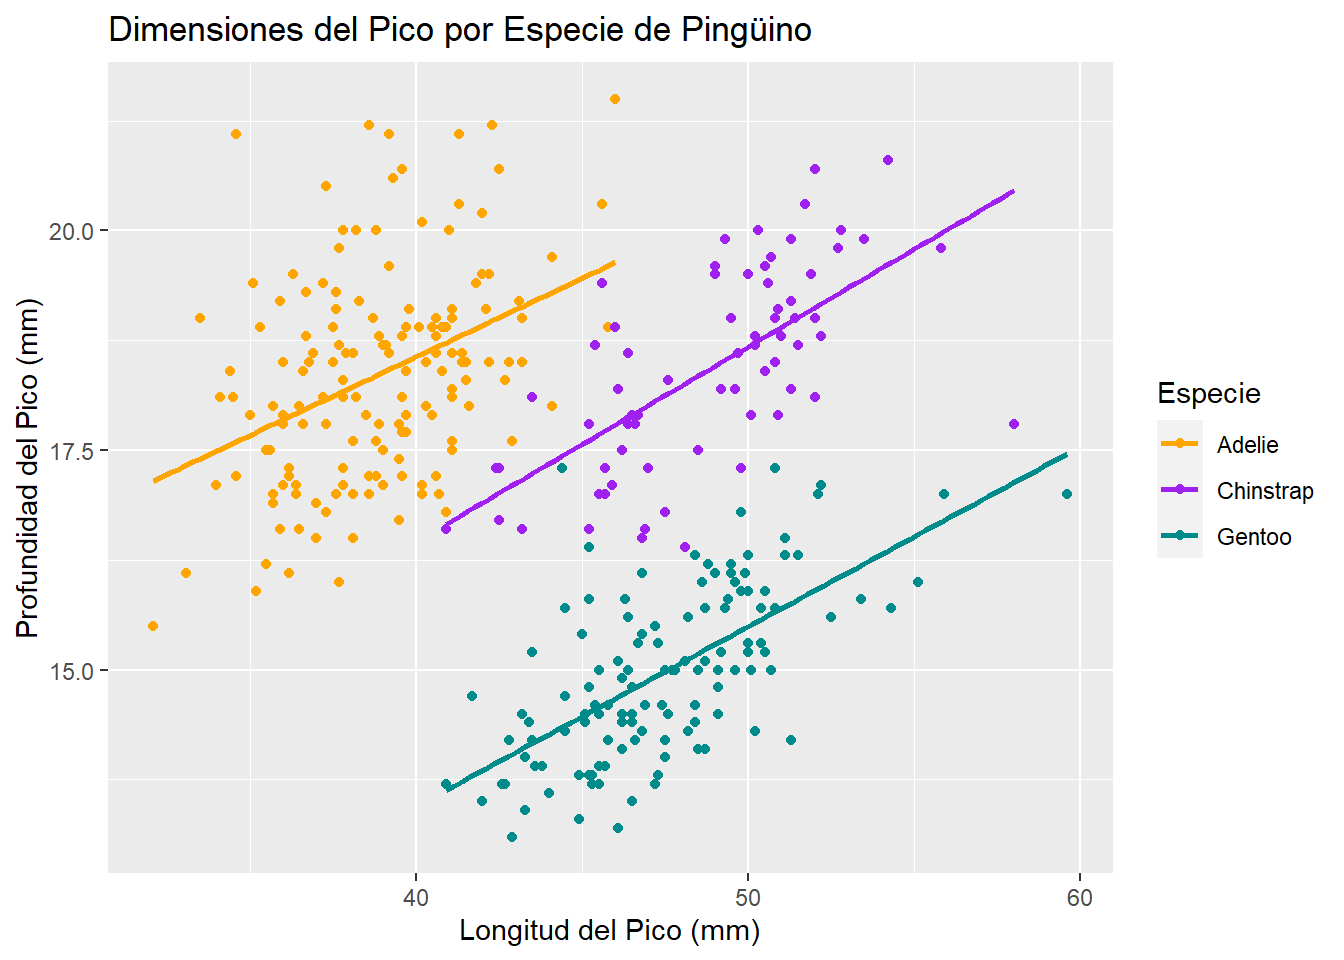 Dimensiones del Pico por Especie de Pingüino
Profundidad del Pico (mm)
20.0
17.5
15.0
40
50
60
Longitud del Pico (mm)
Especie
Adelie
Chinstrap
Gentoo